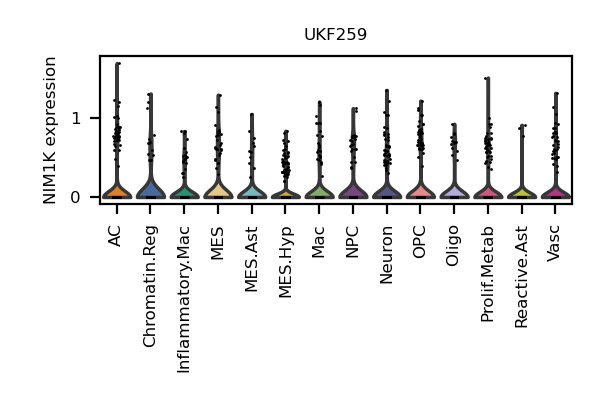 UKF259
NIM1K expression
1
0
AC
Chromatin.Reg
Inflammatory.Mac
MES
MES.Ast
MES.Hyp
Mac
NPC
Neuron
OPC
Oligo
Prolif.Metab
Reactive.Ast
Vasc